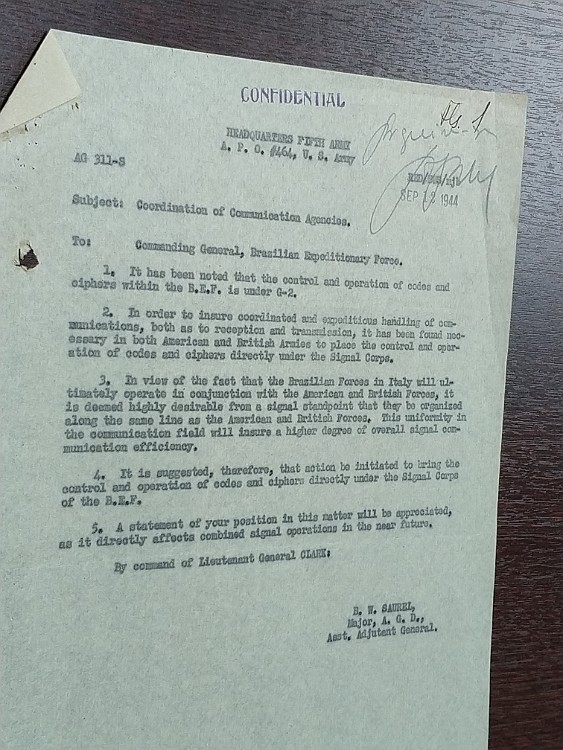 CONFIDENTIAL
HEADQUARTERS FIFTH ARMY
A. P. O. #464, U. S. Army
AG 311-S
SEP 12 1944
Subject: Coordination of Communication Agencies.
To: Commanding General, Brazilian Expeditionary Force.
1. It has been noted that the control and operation of codes and
ciphers within the B.E.F. is under G-2.
2. In order to insure coordinated and expeditious handling of com-
munications, both as to reception and transmission, it has been found nec-
essary in both American and British Armies to place the control and oper-
ation of codes and ciphers directly under the Signal Corps.
3. In view of the fact that the Brazilian Forces in Italy will ul-
timately operate in conjunction with the American and British Forces, it
is deemed highly desirable from a signal standpoint that they be organized
along the same line as the American and British Forces. This uniformity in
the communication field will insure a higher degree of overall signal com-
munication efficiency.
4. It is suggested, therefore, that action be initiated to bring the
control and operation of codes and ciphers directly under the Signal Corps
of the B.E.F.
5. A statement of your position in this matter will be appreciated,
as it directly affects combined signal operations in the near future.
By command of Lieutenant General CLARK:
B. W. SAUREL,
Major, A. G. D.,
Asst. Adjutant General.